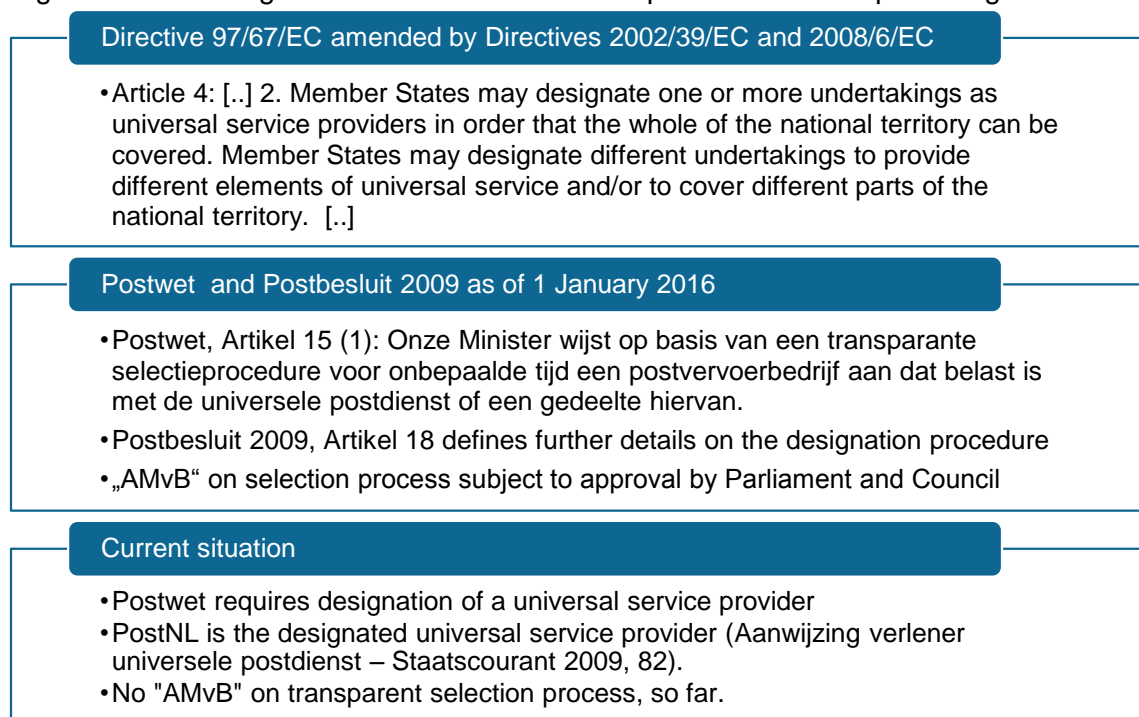 Directive 97/67/EC amended by Directives 2002/39/EC and 2008/6/EC
•Article 4: [..] 2. Member States may designate one or more undertakings as
universal service providers in order that the whole of the national territory can be
covered. Member States may designate different undertakings to provide
different elements of universal service and/or to cover different parts of the
national territory. [..]
Postwet and Postbesluit 2009 as of 1 January 2016
•Postwet, Artikel 15 (1): Onze Minister wijst op basis van een transparante
selectieprocedure voor onbepaalde tijd een postvervoerbedrijf aan dat belast is
met de universele postdienst of een gedeelte hiervan.
•Postbesluit 2009, Artikel 18 defines further details on the designation procedure
•„AMvB“ on selection process subject to approval by Parliament and Council
Current situation
•Postwet requires designation of a universal service provider
•PostNL is the designated universal service provider (Aanwijzing verlener
universele postdienst – Staatscourant 2009, 82).
•No "AMvB" on transparent selection process, so far.